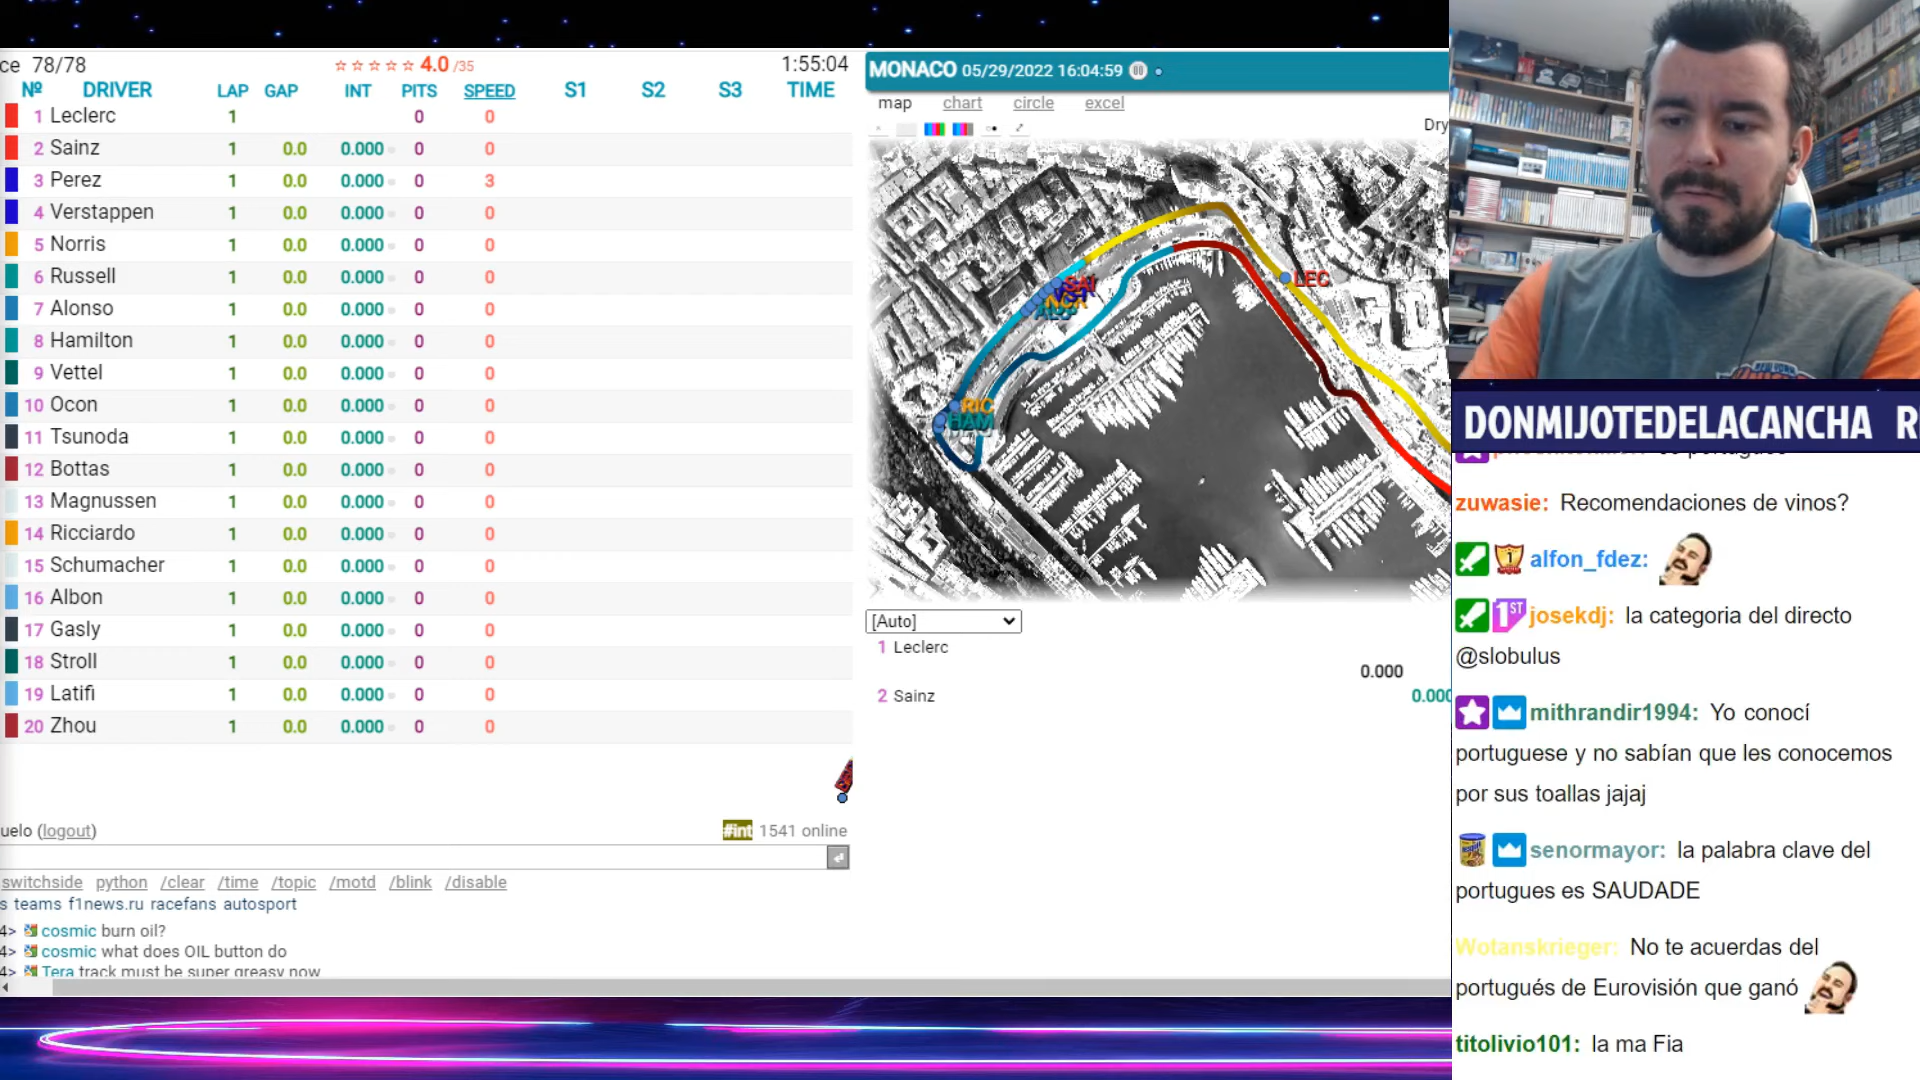 ce 78/78 ☆☆☆☆☆ 4.0 /35 1:55:04
Nº DRIVER LAP GAP INT PITS SPEED S1 S2 S3 TIME
1 Leclerc 1 0 0
2 Sainz 1 0.0 0.000 0 0
3 Perez 1 0.0 0.000 0 3
4 Verstappen 1 0.0 0.000 0 0
5 Norris 1 0.0 0.000 0 0
6 Russell 1 0.0 0.000 0 0
7 Alonso 1 0.0 0.000 0 0
8 Hamilton 1 0.0 0.000 0 0
9 Vettel 1 0.0 0.000 0 0
10 Ocon 1 0.0 0.000 0 0
11 Tsunoda 1 0.0 0.000 0 0
12 Bottas 1 0.0 0.000 0 0
13 Magnussen 1 0.0 0.000 0 0
14 Ricciardo 1 0.0 0.000 0 0
15 Schumacher 1 0.0 0.000 0 0
16 Albon 1 0.0 0.000 0 0
17 Gasly 1 0.0 0.000 0 0
18 Stroll 1 0.0 0.000 0 0
19 Latifi 1 0.0 0.000 0 0
20 Zhou 1 0.0 0.000 0 0
uelo (logout) #int 1541 online
switchside python /clear /time /topic /motd /blink /disable
s teams f1news.ru racefans autosport
4> cosmic burn oil?
4> cosmic what does OIL button do
4> Tera track must be super greasy now
MONACO 05/29/2022 16:04:59
map chart circle excel
Dry
LEC
SAI
RIC
HAM
[Auto]
1 Leclerc
0.000
2 Sainz 0.000
DONMIJOTEDELACANCHA R
zuwasie: Recomendaciones de vinos?
alfon_fdez:
josekdj: la categoria del directo
@slobulus
mithrandir1994: Yo conocí
portuguese y no sabían que les conocemos
por sus toallas jajaj
senormayor: la palabra clave del
portugues es SAUDADE
Wotanskrieger: No te acuerdas del
portugués de Eurovisión que ganó
titolivio101: la ma Fia